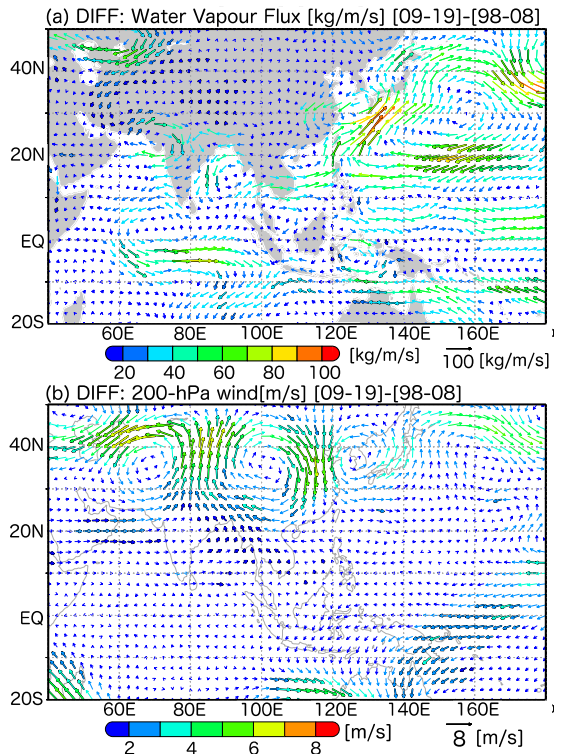 (a) DIFF: Water Vapour Flux [kg/m/s] [09-19]-[98-08]
40N
20N
EQ
20S
60E 80E 100E 120E 140E 160E
20 40 60 80 100 [kg/m/s] 100 [kg/m/s]
(b) DIFF: 200-hPa wind[m/s] [09-19]-[98-08]
40N
20N
EQ
20S
60E 80E 100E 120E 140E 160E
2 4 6 8 [m/s] 8 [m/s]